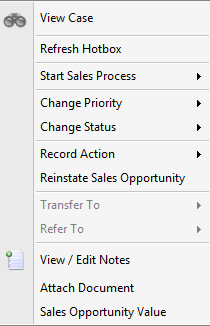 View Case
Refresh Hotbox
Start Sales Process
Change Priority
Change Status
Record Action
Reinstate Sales Opportunity
Transfer To
Refer To
View / Edit Notes
Attach Document
Sales Opportunity Value